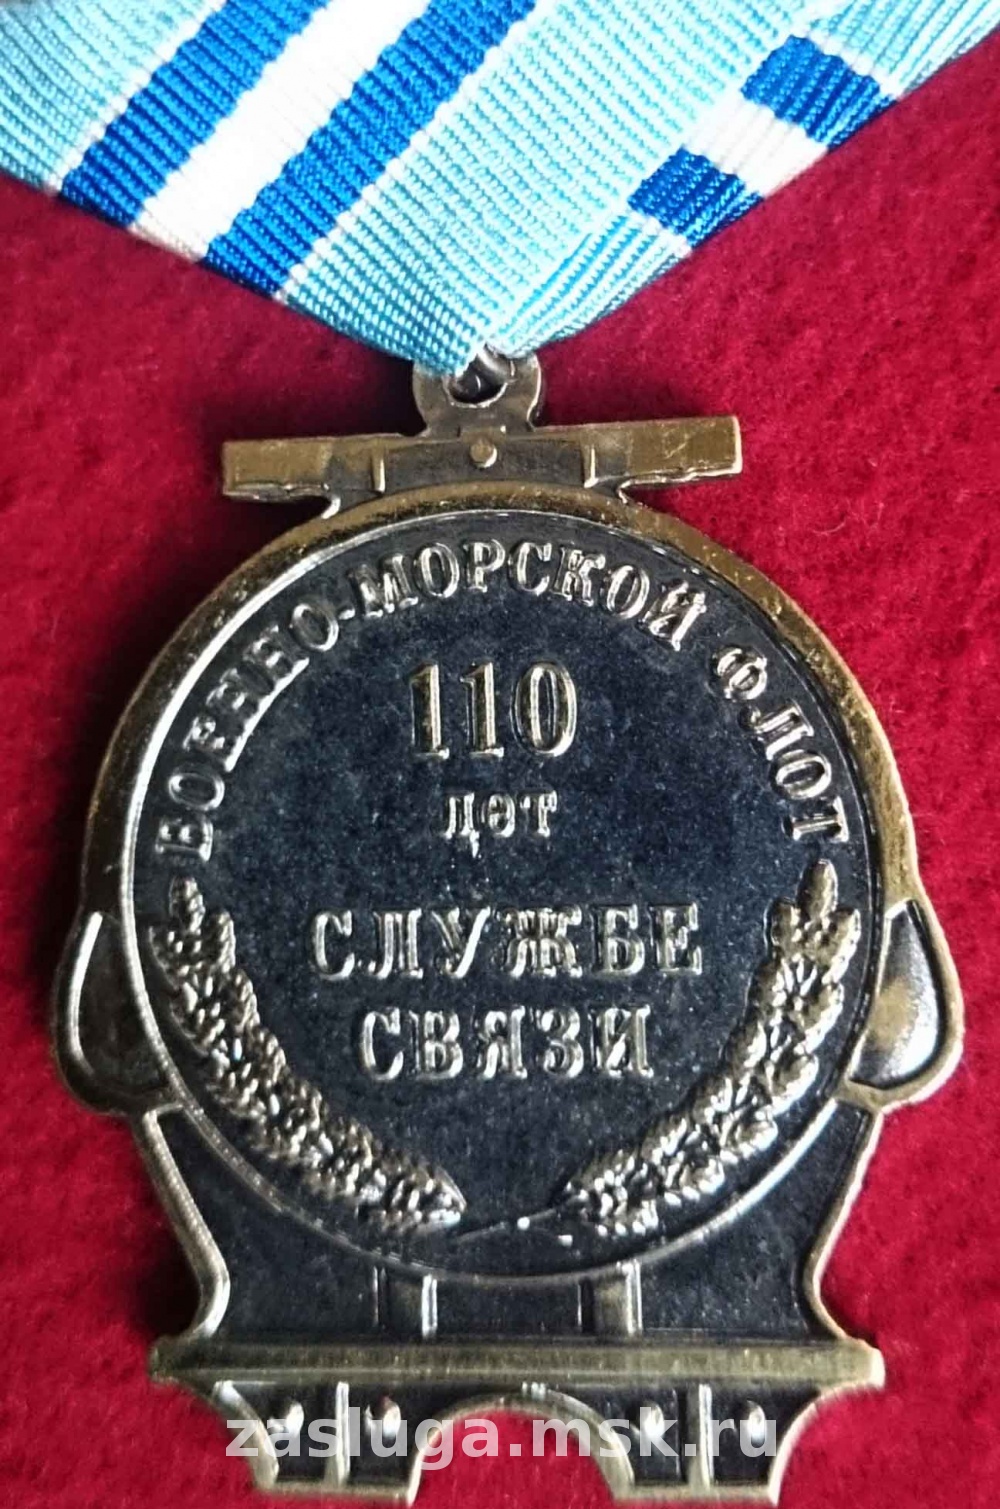 ВОЕННО-МОРСКОЙ ФЛОТ
110
лет
СЛУЖБЕ
СВЯЗИ
zasluga.msk.ru